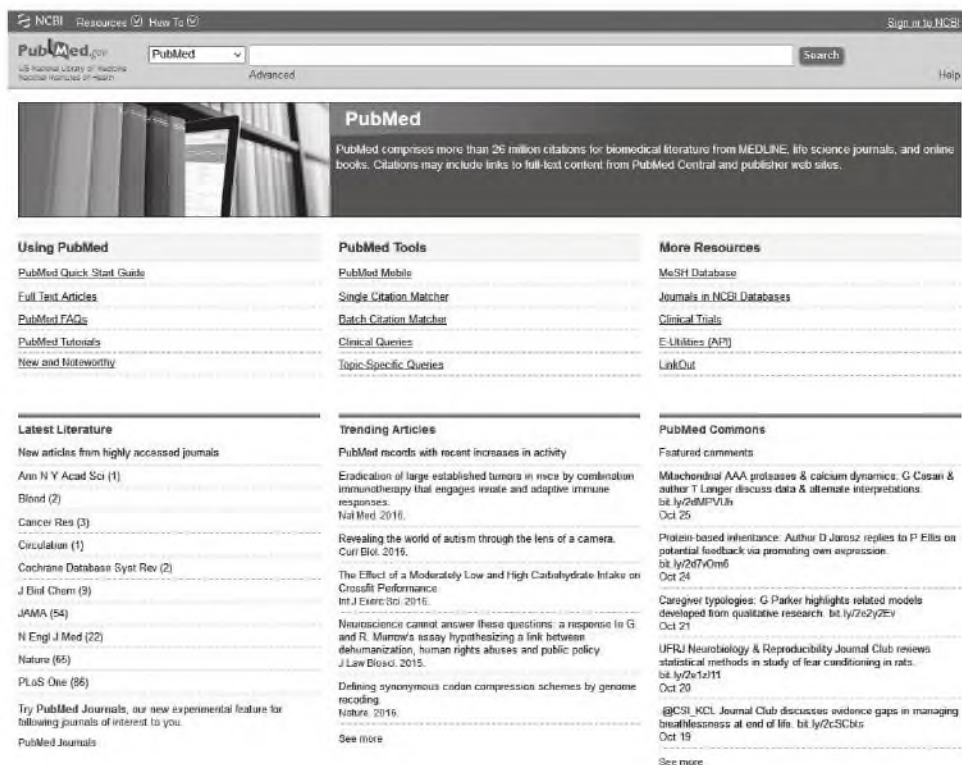 NCBI Resources How To Sign in to NCBI
PubMed.gov
US National Library of Medicine
National Institutes of Health
PubMed
Search
Advanced
Help
PubMed
PubMed comprises more than 26 million citations for biomedical literature from MEDLINE, life science journals, and online
books. Citations may include links to full-text content from PubMed Central and publisher web sites.
Using PubMed
PubMed Quick Start Guide
Full Text Articles
PubMed FAQs
PubMed Tutorials
New and Noteworthy
PubMed Tools
PubMed Mobile
Single Citation Matcher
Batch Citation Matcher
Clinical Queries
Topic-Specific Queries
More Resources
MeSH Database
Journals in NCBI Databases
Clinical Trials
E-Utilities (API)
LinkOut
Latest Literature
New articles from highly accessed journals
Ann N Y Acad Sci (1)
Blood (2)
Cancer Res (3)
Circulation (1)
Cochrane Database Syst Rev (2)
J Biol Chem (9)
JAMA (54)
N Engl J Med (22)
Nature (65)
PLoS One (86)
Try PubMed Journals, our new experimental feature for
following journals of interest to you.
PubMed Journals
Trending Articles
PubMed records with recent increases in activity
Eradication of large established tumors in mice by combination
immunotherapy that engages innate and adaptive immune
responses.
Nat Med. 2016.
Revealing the world of autism through the lens of a camera.
Curr Biol. 2016.
The Effect of a Moderately Low and High Carbohydrate Intake on
Crossfit Performance
Int J Exerc Sci. 2016.
Neuroscience cannot answer these questions: a response to G.
and R. Murrow's essay hypothesizing a link between
dehumanization, human rights abuses and public policy
J Law Biosci. 2015.
Defining synonymous codon compression schemes by genome
recoding.
Nature. 2016.
See more
PubMed Commons
Featured comments
Mitochondrial AAA proteases & calcium dynamics: G Casari &
author T Langer discuss data & alternate interpretations.
bit.ly/2dMPVUh
Oct 25
Protein-based inheritance: Author D Jarosz replies to P Ellis on
potential feedback via promoting own expression.
bit.ly/2d7vOm6
Oct 24
Caregiver typologies: G Parker highlights related models
developed from qualitative research. bit.ly/2e2y2Ev
Oct 21
UFRJ Neurobiology & Reproducibility Journal Club reviews
statistical methods in study of fear conditioning in rats.
bit.ly/2e1zJ11
Oct 20
.@CSI_KCL Journal Club discusses evidence gaps in managing
breathlessness at end of life. bit.ly/2cSCbIs
Oct 19
See more